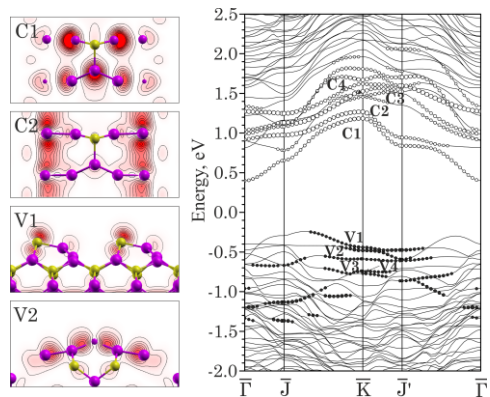 C1
C2
V1
V2
Energy, eV
2.5
2.0
1.5
1.0
0.5
0.0
-0.5
-1.0
-1.5
-2.0
C4
C3
C2
C1
V1
V2
V3
V4
Γ̅ J̅ K̅ J̅' Γ̅